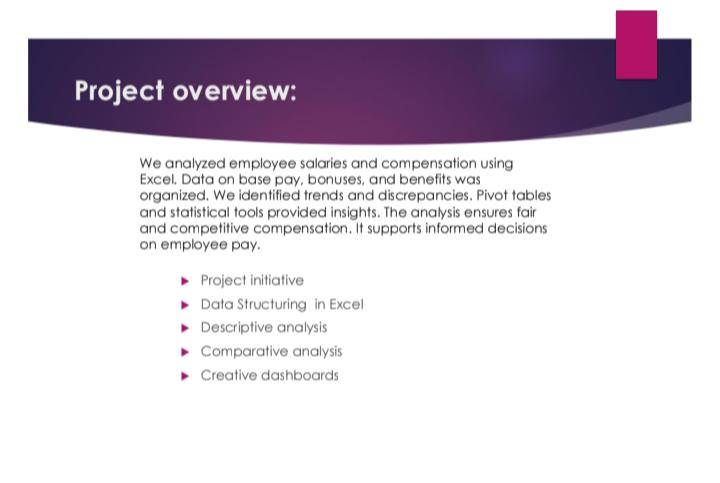 Project overview:
We analyzed employee salaries and compensation using
Excel. Data on base pay, bonuses, and benefits was
organized. We identified trends and discrepancies. Pivot tables
and statistical tools provided insights. The analysis ensures fair
and competitive compensation. It supports informed decisions
on employee pay.
Project initiative
Data Structuring  in Excel
Descriptive analysis
Comparative analysis
Creative dashboards